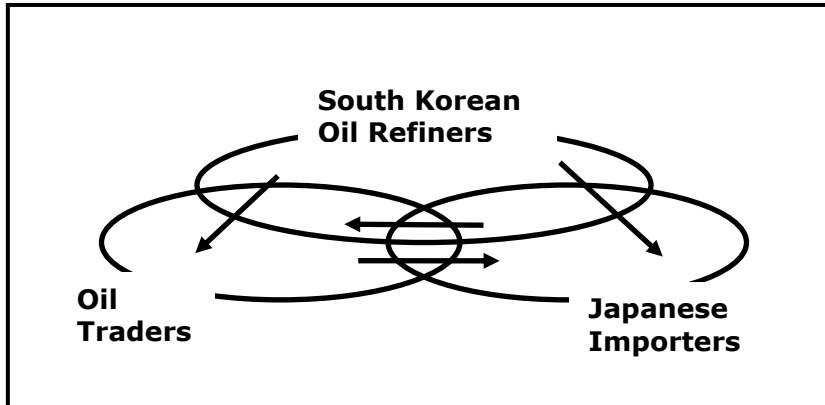 South Korean
Oil Refiners
Oil
Traders
Japanese
Importers